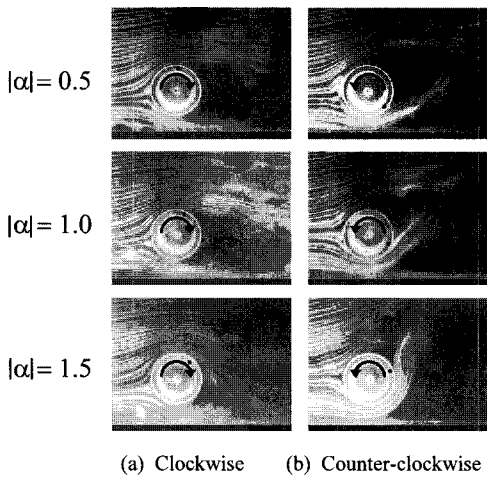 |α|= 0.5
|α|= 1.0
|α|= 1.5
(a) Clockwise (b) Counter-clockwise